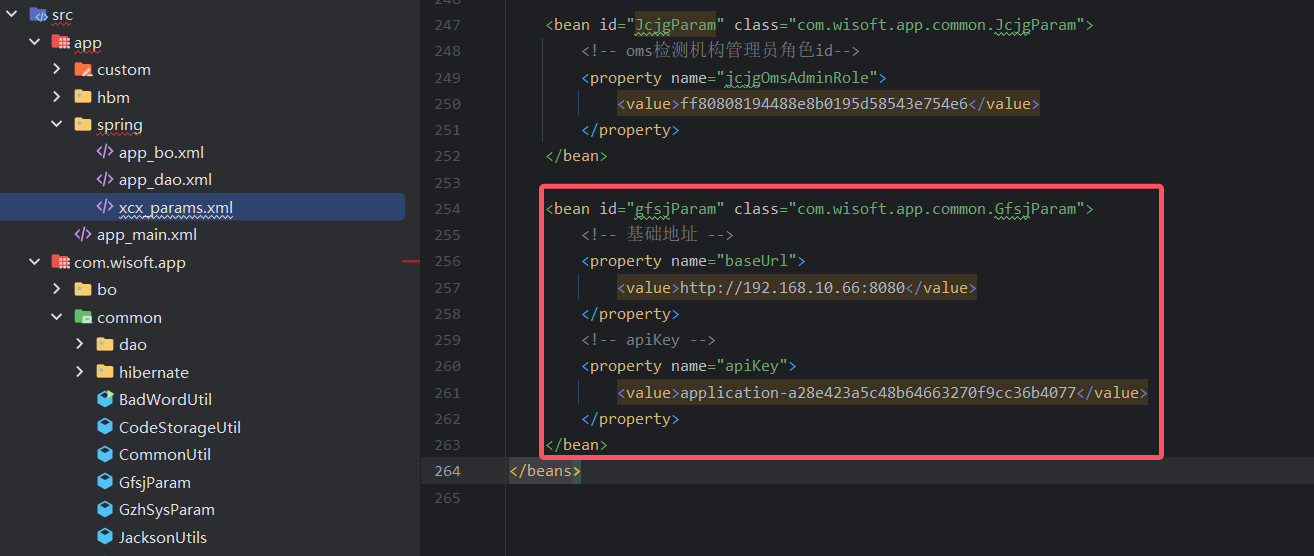 src
app
custom
hbm
spring
app_bo.xml
app_dao.xml
xcx_params.xml
app_main.xml
com.wisoft.app
bo
common
dao
hibernate
BadWordUtil
CodeStorageUtil
CommonUtil
GfsjParam
GzhSysParam
JacksonUtils
247 <bean id="JcjgParam" class="com.wisoft.app.common.JcjgParam">
248 <!-- oms检测机构管理员角色id-->
249 <property name="jcjgOmsAdminRole">
250 <value>ff80808194488e8b0195d58543e754e6</value>
251 </property>
252 </bean>
253
254 <bean id="gfsjParam" class="com.wisoft.app.common.GfsjParam">
255 <!-- 基础地址 -->
256 <property name="baseUrl">
257 <value>http://192.168.10.66:8080</value>
258 </property>
259 <!-- apiKey -->
260 <property name="apiKey">
261 <value>application-a28e423a5c48b64663270f9cc36b4077</value>
262 </property>
263 </bean>
264 </beans>
265